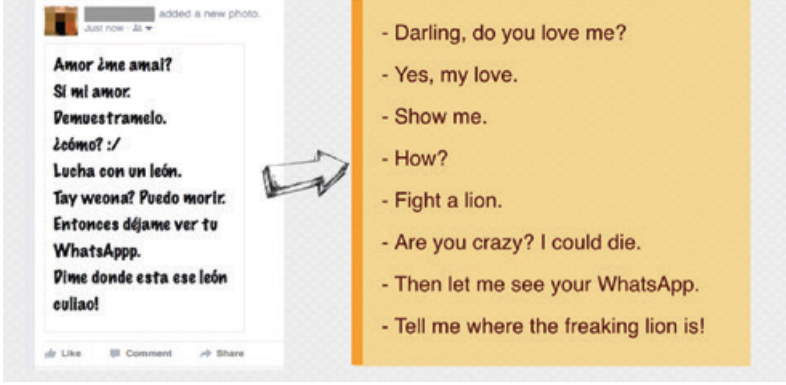 added a new photo.
Just now
Amor ¿me amai?
Sí mi amor.
Demuestramelo.
¿cómo? :/
Lucha con un león.
Tay weona? Puedo morir.
Entonces déjame ver tu
WhatsAppp.
Dime donde esta ese león
culiao!
Like Comment Share
- Darling, do you love me?
- Yes, my love.
- Show me.
- How?
- Fight a lion.
- Are you crazy? I could die.
- Then let me see your WhatsApp.
- Tell me where the freaking lion is!